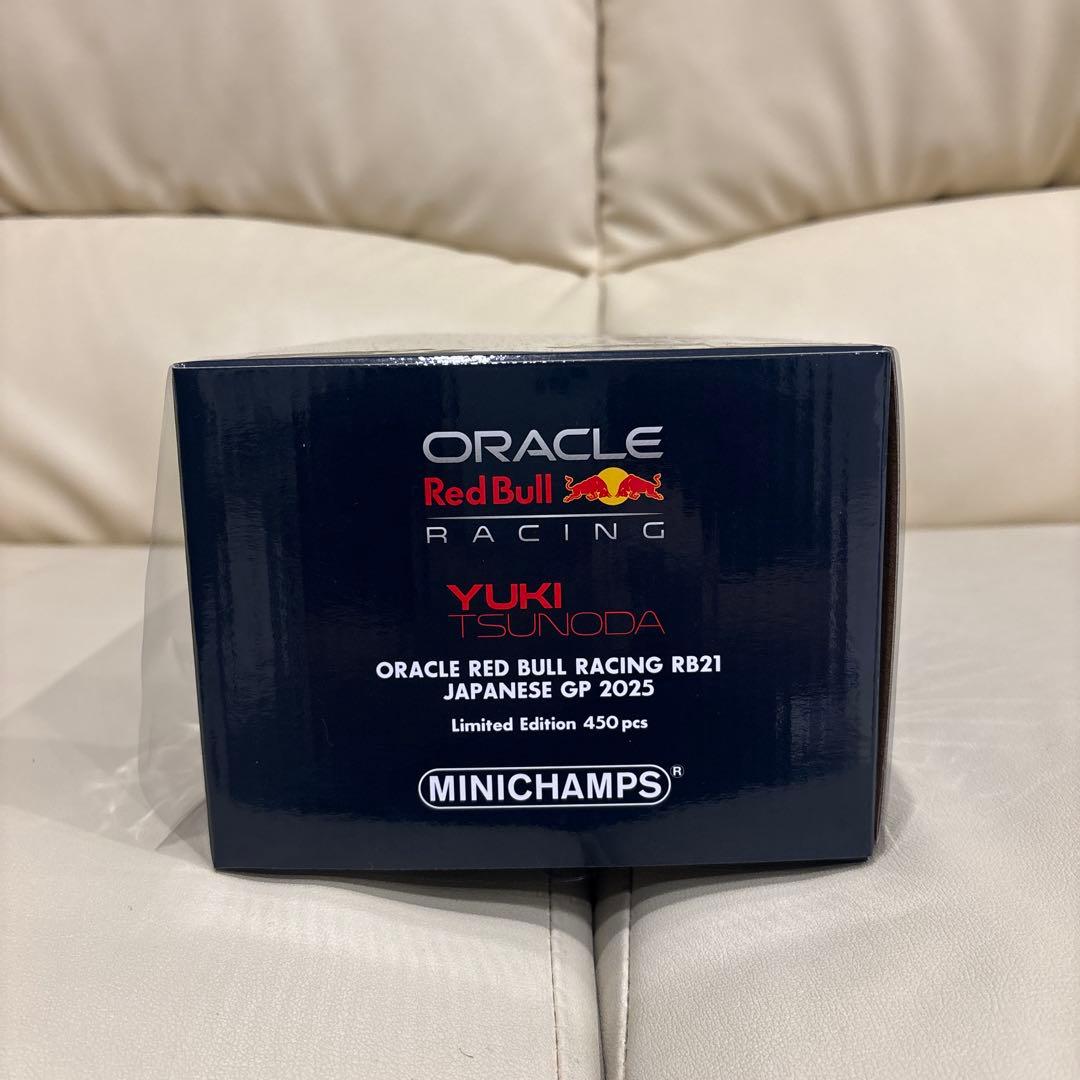 ORACLE
Red Bull
RACING
YUKI
TSUNODA
ORACLE RED BULL RACING RB21
JAPANESE GP 2025
Limited Edition 450 pcs
MINICHAMPS®